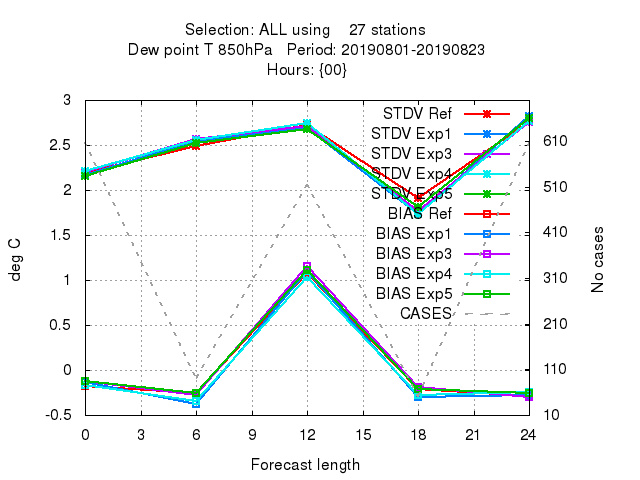 Selection: ALL using    27 stations
Dew point T 850hPa   Period: 20190801-20190823
Hours: {00}
3
2.5
2
1.5
1
0.5
0
-0.5
deg C
610
510
410
310
210
110
10
No cases
STDV Ref
STDV Exp1
STDV Exp3
STDV Exp4
STDV Exp5
BIAS Ref
BIAS Exp1
BIAS Exp3
BIAS Exp4
BIAS Exp5
CASES
0 3 6 9 12 15 18 21 24
Forecast length